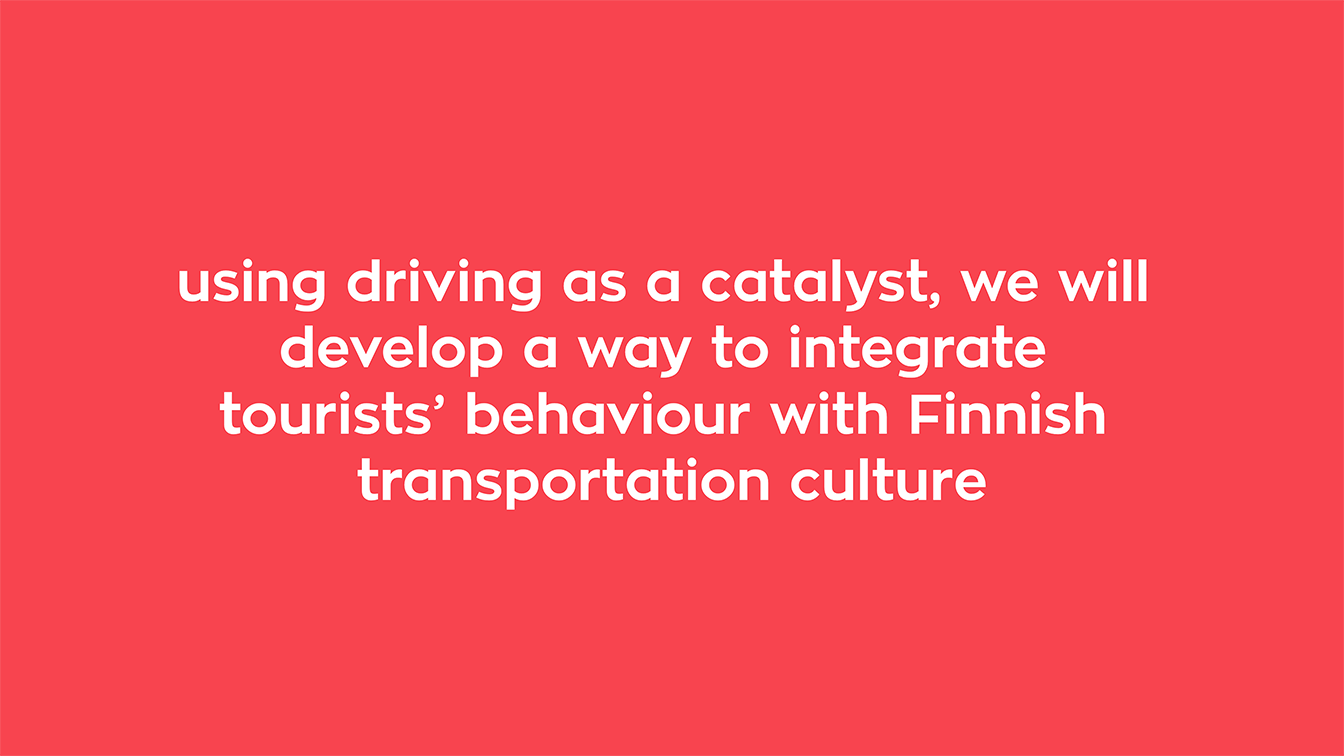 using driving as a catalyst, we will
develop a way to integrate
tourists’ behaviour with Finnish
transportation culture